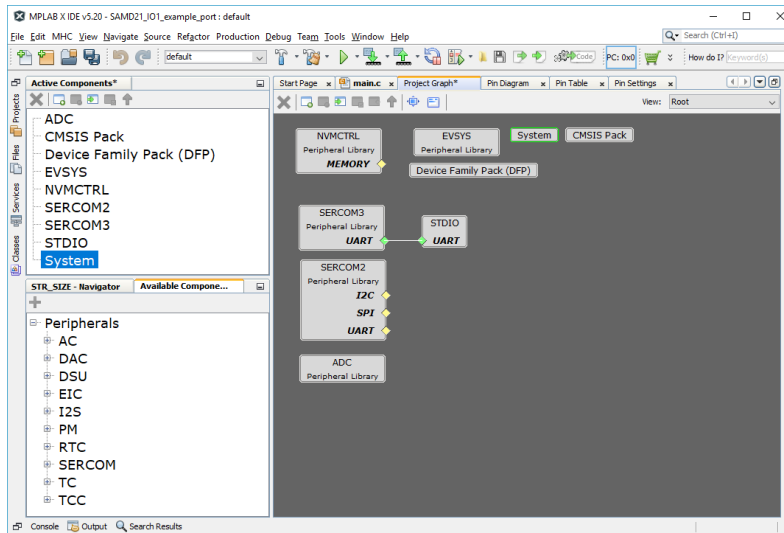 MPLAB X IDE v5.20 - SAMD21_IO1_example_port : default
File Edit MHC View Navigate Source Refactor Production Debug Team Tools Window Help
Search (Ctrl+I)
default
Code
PC: 0x0
How do I?
(Keyword(s)
Projects
Files
Services
Classes
Active Components*
ADC
CMSIS Pack
Device Family Pack (DFP)
EVSYS
NVMCTRL
SERCOM2
SERCOM3
STDIO
System
STR_SIZE - Navigator
Available Compone...
Peripherals
AC
DAC
DSU
EIC
I2S
PM
RTC
SERCOM
TC
TCC
Start Page
main.c
Project Graph*
Pin Diagram
Pin Table
Pin Settings
View: Root
NVMCTRL
Peripheral Library
MEMORY
EVSYS
Peripheral Library
System
CMSIS Pack
Device Family Pack (DFP)
SERCOM3
Peripheral Library
UART
STDIO
UART
SERCOM2
Peripheral Library
I2C
SPI
UART
ADC
Peripheral Library
Console Output Search Results